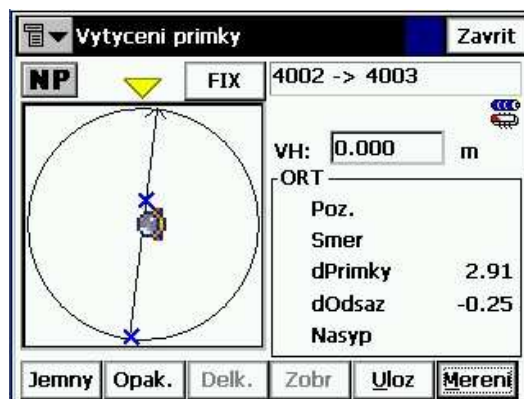 Vytyceni primky Zavrit
NP FIX 4002 -> 4003
VH: 0.000 m
ORT
Poz.
Smer
dPrimky 2.91
dOdsaz -0.25
Nasyp
Jemny Opak. Delk. Zobr Uloz Mereni